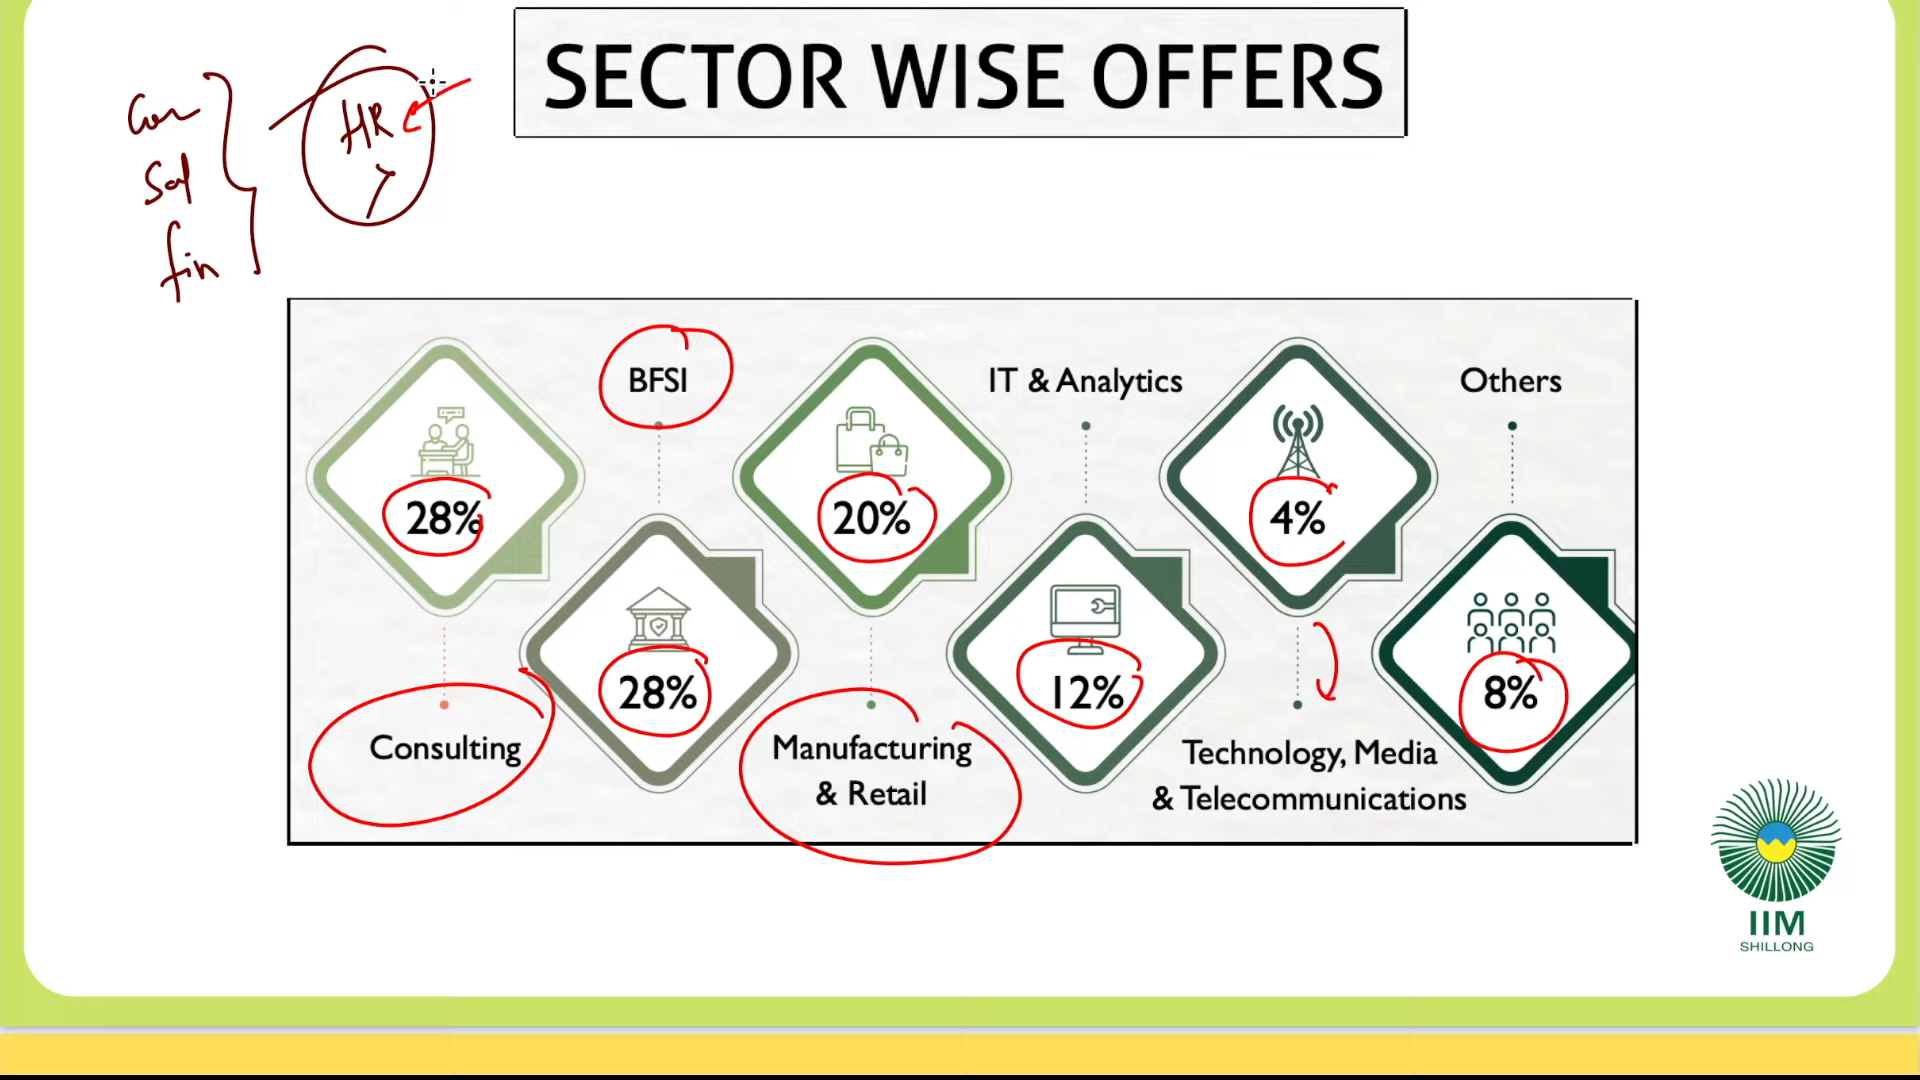 SECTOR WISE OFFERS
Con
Sal
fin
HR
BFSI
IT & Analytics
Others
28%
20%
4%
28%
12%
8%
Consulting
Manufacturing
& Retail
Technology, Media
& Telecommunications
IIM
SHILLONG